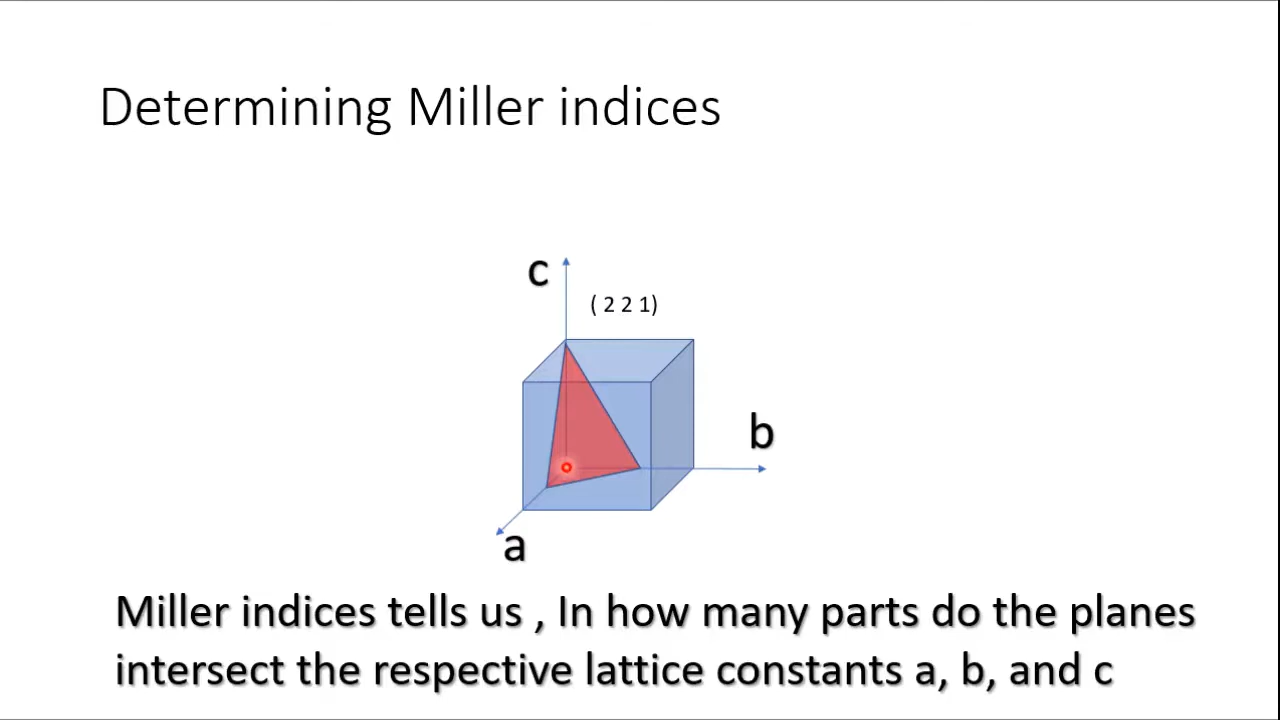 Determining Miller indices
c
( 2 2 1)
b
a
Miller indices tells us , In how many parts do the planes
intersect the respective lattice constants a, b, and c